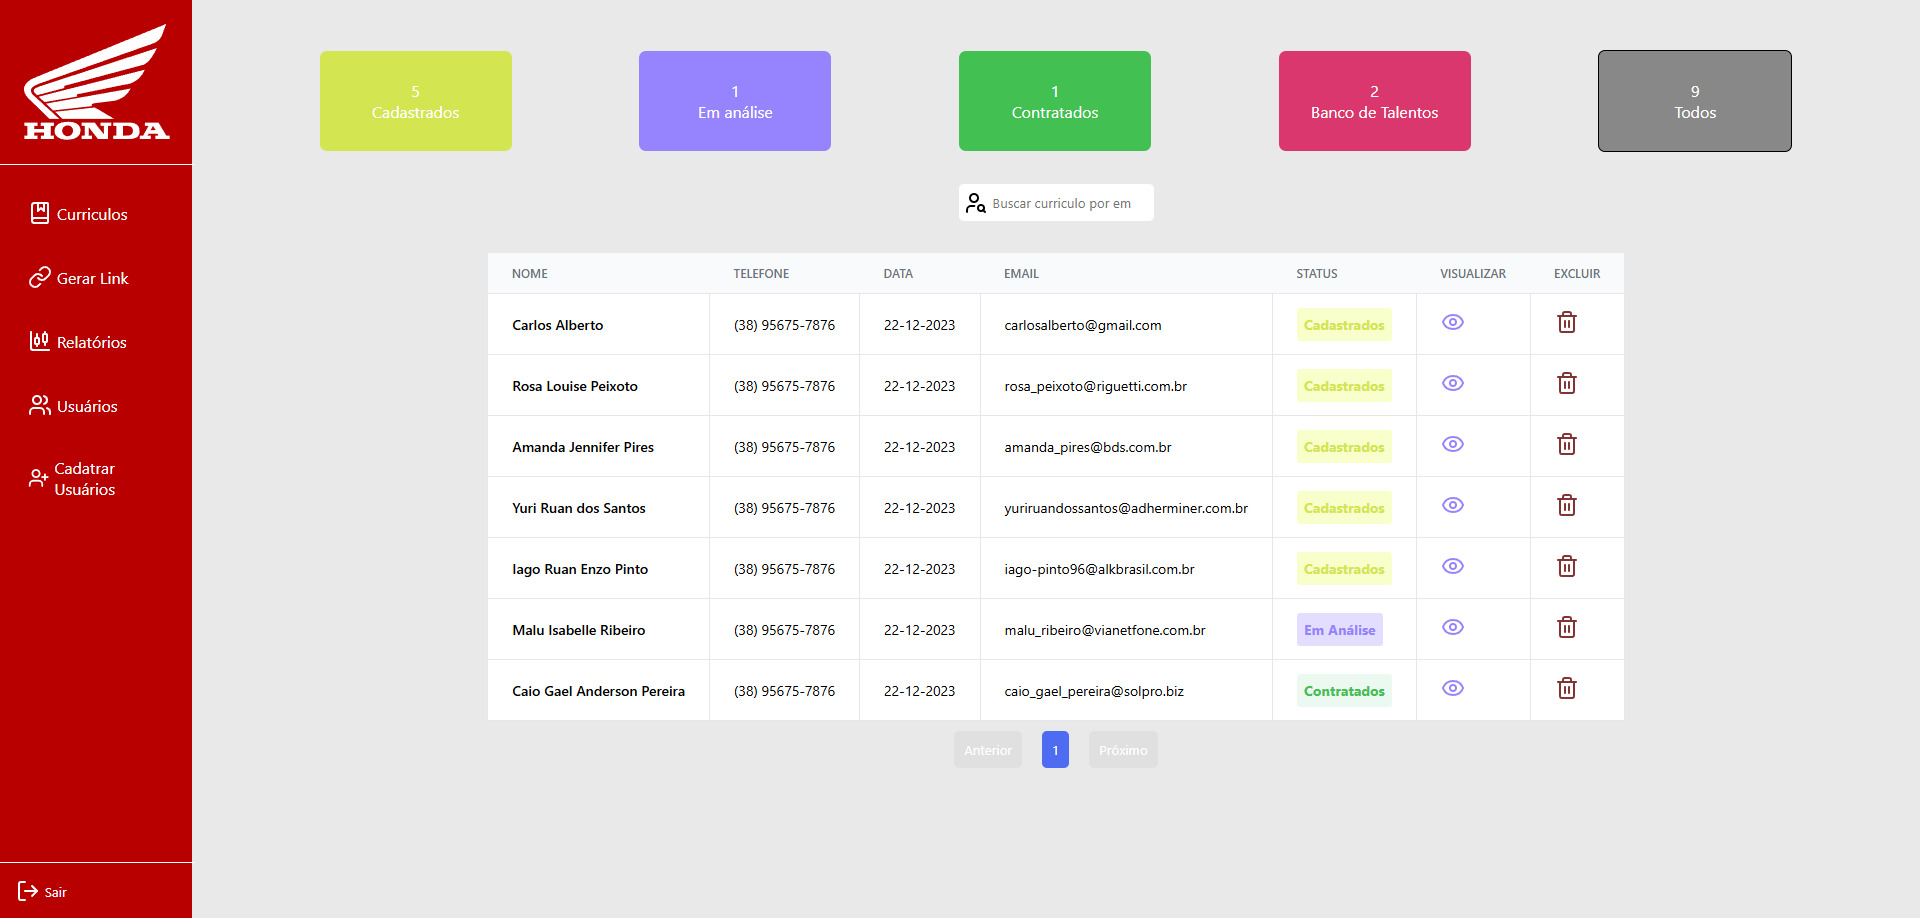 HONDA
Curriculos
Gerar Link
Relatórios
Usuários
Cadatrar
Usuários
Sair
5
Cadastrados
1
Em análise
1
Contratados
2
Banco de Talentos
9
Todos
Buscar curriculo por em
NOME TELEFONE DATA EMAIL STATUS VISUALIZAR EXCLUIR
Carlos Alberto (38) 95675-7876 22-12-2023 carlosalberto@gmail.com Cadastrados
Rosa Louise Peixoto (38) 95675-7876 22-12-2023 rosa_peixoto@riguetti.com.br Cadastrados
Amanda Jennifer Pires (38) 95675-7876 22-12-2023 amanda_pires@bds.com.br Cadastrados
Yuri Ruan dos Santos (38) 95675-7876 22-12-2023 yuriruandossantos@adherminer.com.br Cadastrados
Iago Ruan Enzo Pinto (38) 95675-7876 22-12-2023 iago-pinto96@alkbrasil.com.br Cadastrados
Malu Isabelle Ribeiro (38) 95675-7876 22-12-2023 malu_ribeiro@vianetfone.com.br Em Análise
Caio Gael Anderson Pereira (38) 95675-7876 22-12-2023 caio_gael_pereira@solpro.biz Contratados
Anterior 1 Próximo